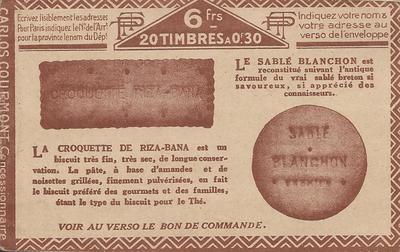 Ecrivez lisiblement les adresses
Pour Paris indiquez le No de l'Arrt
pour la province le nom du Dépt
6 Frs
20 TIMBRES A 0f.30
Indiquez votre nom &
votre adresse au
verso de l'enveloppe
CARLOS COURMONT, Concessionnaire
CROQUETTE RIZA-BANA
LE SABLÉ BLANCHON est
reconstitué suivant l'antique
formule du vrai sablé breton si
savoureux, si apprécié des
connaisseurs.
LA CROQUETTE DE RIZA-BANA est un
biscuit très fin, très sec, de longue conser-
vation. La pâte, à base d'amandes et de
noisettes grillées, finement pulvérisées, en fait
le biscuit préféré des gourmets et des familles,
étant le type du biscuit pour le Thé.
SABLÉ
BLANCHON
VOIR AU VERSO LE BON DE COMMANDE.